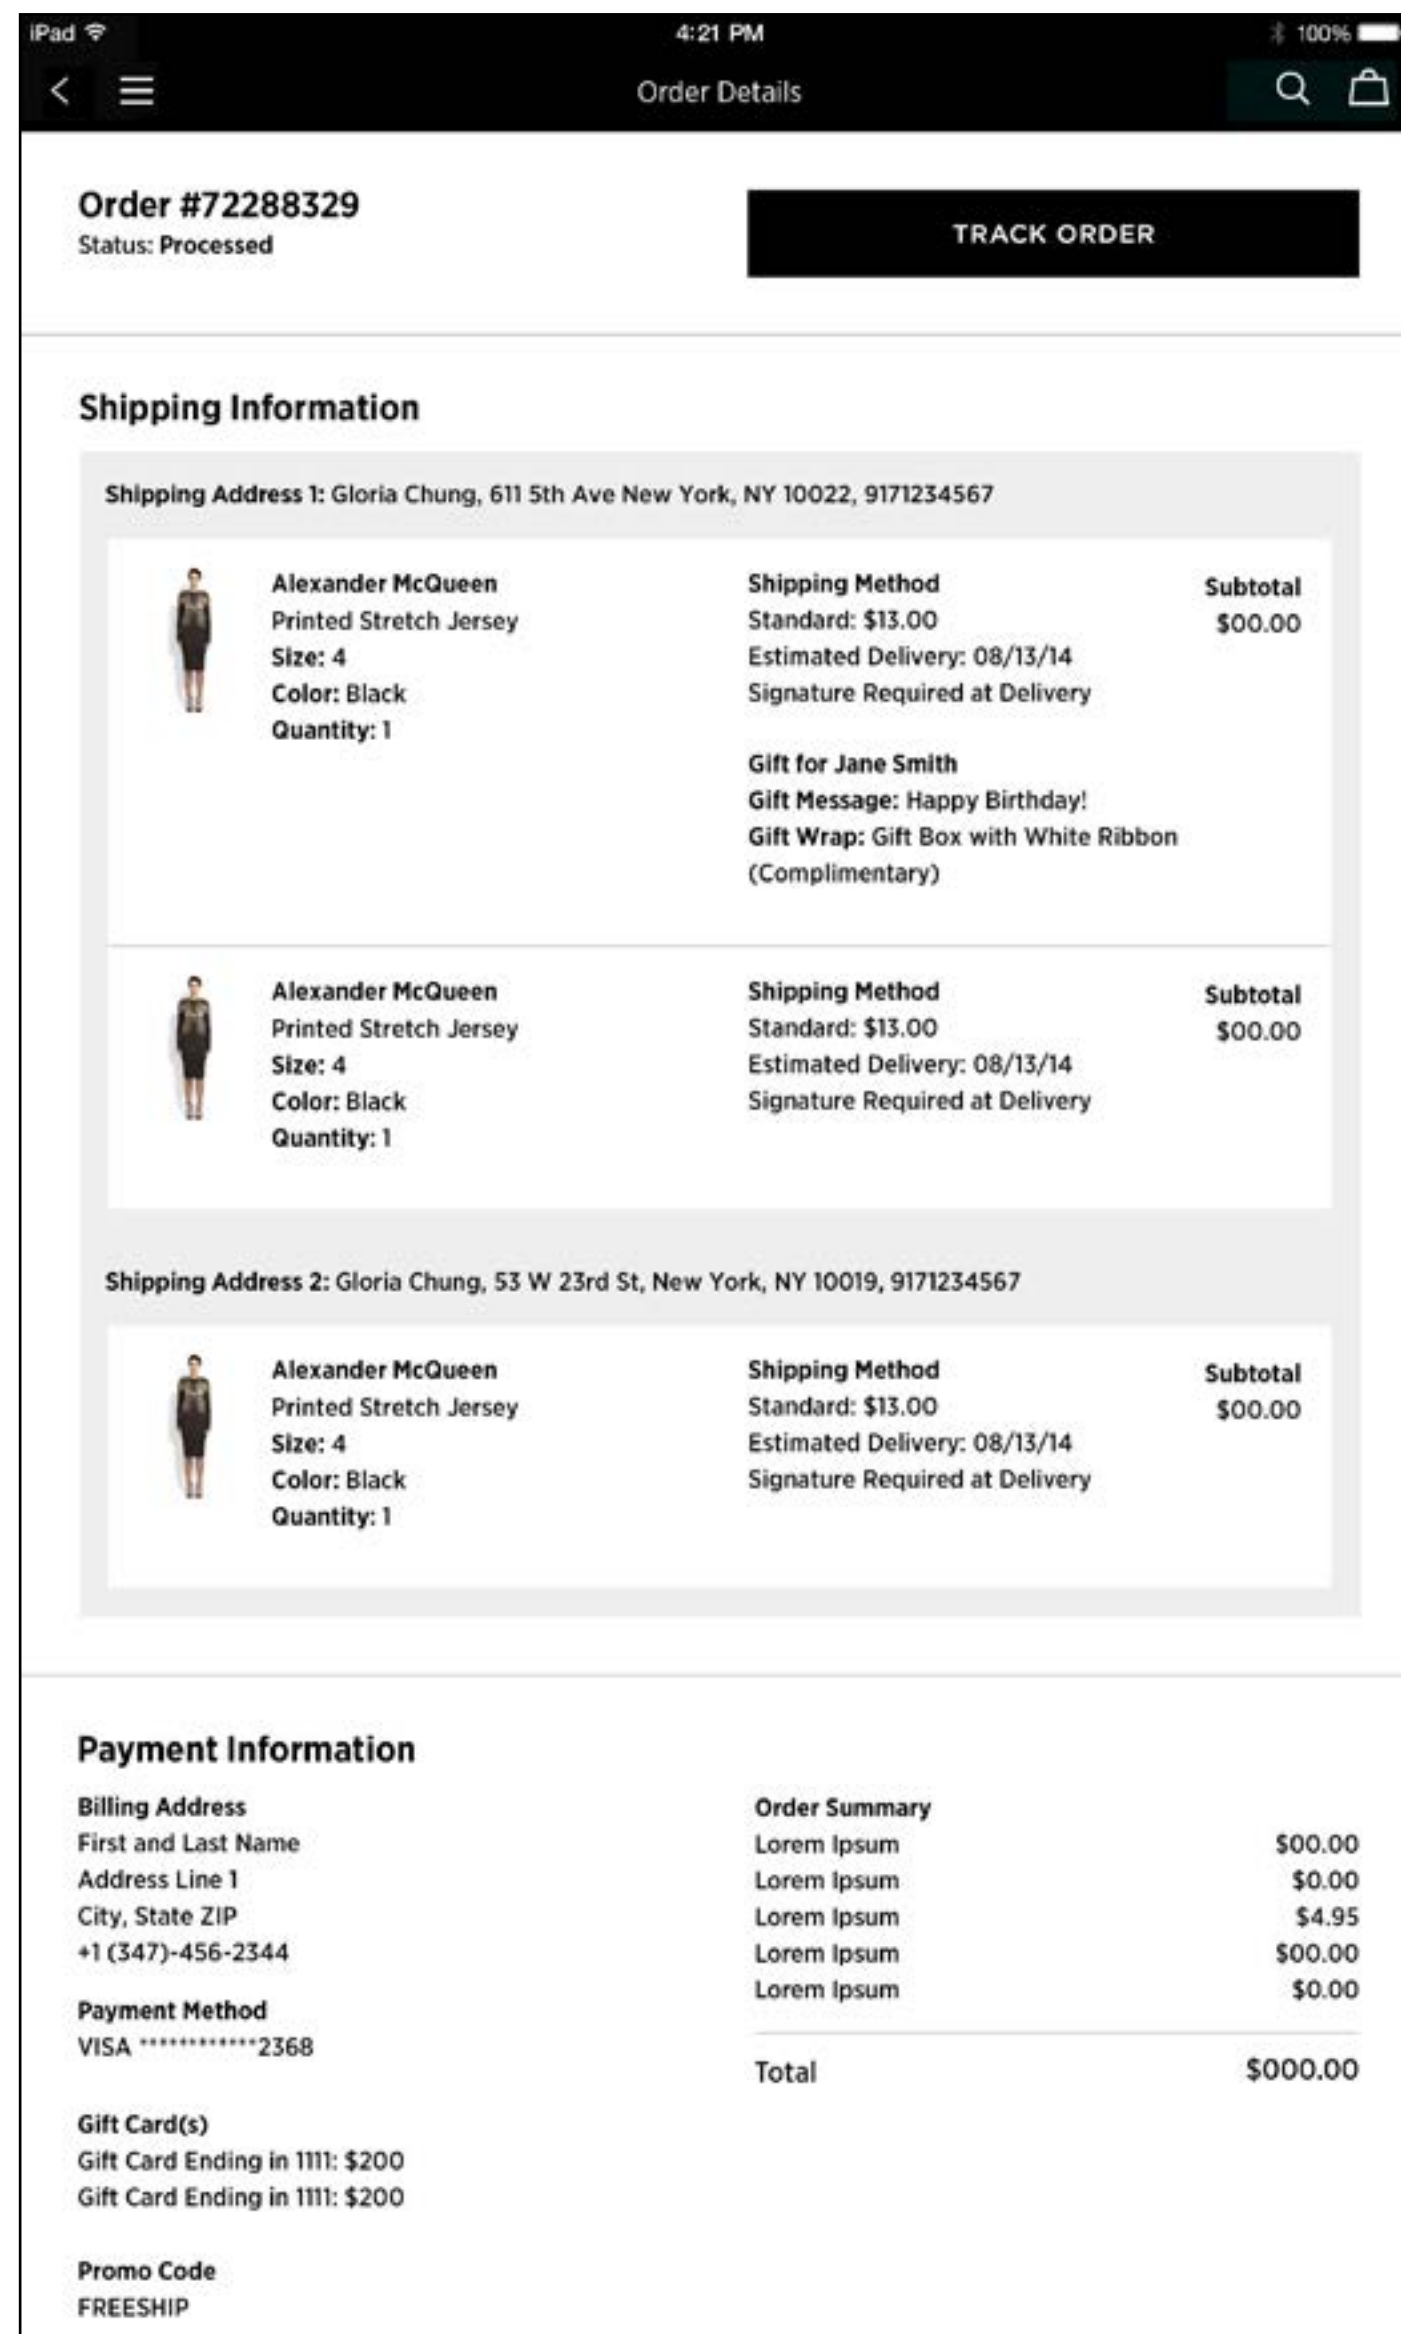 iPad 4:21 PM 100%
Order Details
Order #72288329
Status: Processed
TRACK ORDER
Shipping Information
Shipping Address 1: Gloria Chung, 611 5th Ave New York, NY 10022, 9171234567
Alexander McQueen
Printed Stretch Jersey
Size: 4
Color: Black
Quantity: 1
Shipping Method
Standard: $13.00
Estimated Delivery: 08/13/14
Signature Required at Delivery
Gift for Jane Smith
Gift Message: Happy Birthday!
Gift Wrap: Gift Box with White Ribbon
(Complimentary)
Subtotal
$00.00
Alexander McQueen
Printed Stretch Jersey
Size: 4
Color: Black
Quantity: 1
Shipping Method
Standard: $13.00
Estimated Delivery: 08/13/14
Signature Required at Delivery
Subtotal
$00.00
Shipping Address 2: Gloria Chung, 53 W 23rd St, New York, NY 10019, 9171234567
Alexander McQueen
Printed Stretch Jersey
Size: 4
Color: Black
Quantity: 1
Shipping Method
Standard: $13.00
Estimated Delivery: 08/13/14
Signature Required at Delivery
Subtotal
$00.00
Payment Information
Billing Address
First and Last Name
Address Line 1
City, State ZIP
+1 (347)-456-2344
Payment Method
VISA ************2368
Gift Card(s)
Gift Card Ending in 1111: $200
Gift Card Ending in 1111: $200
Promo Code
FREESHIP
Order Summary
Lorem Ipsum $00.00
Lorem Ipsum $0.00
Lorem Ipsum $4.95
Lorem Ipsum $00.00
Lorem Ipsum $0.00
Total $000.00